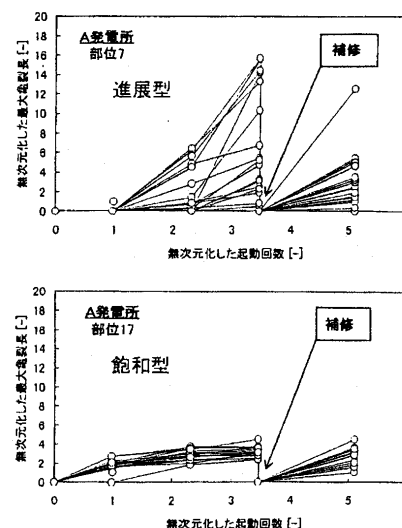 A発電所
部位7
進展型
補修
無次元化した最大亀裂長 [-]
20
18
16
14
12
10
8
6
4
2
0
0 1 2 3 4 5
無次元化した起動回数 [-]
A発電所
部位17
飽和型
補修
無次元化した最大亀裂長 [-]
20
18
16
14
12
10
8
6
4
2
0
0 1 2 3 4 5
無次元化した起動回数 [-]